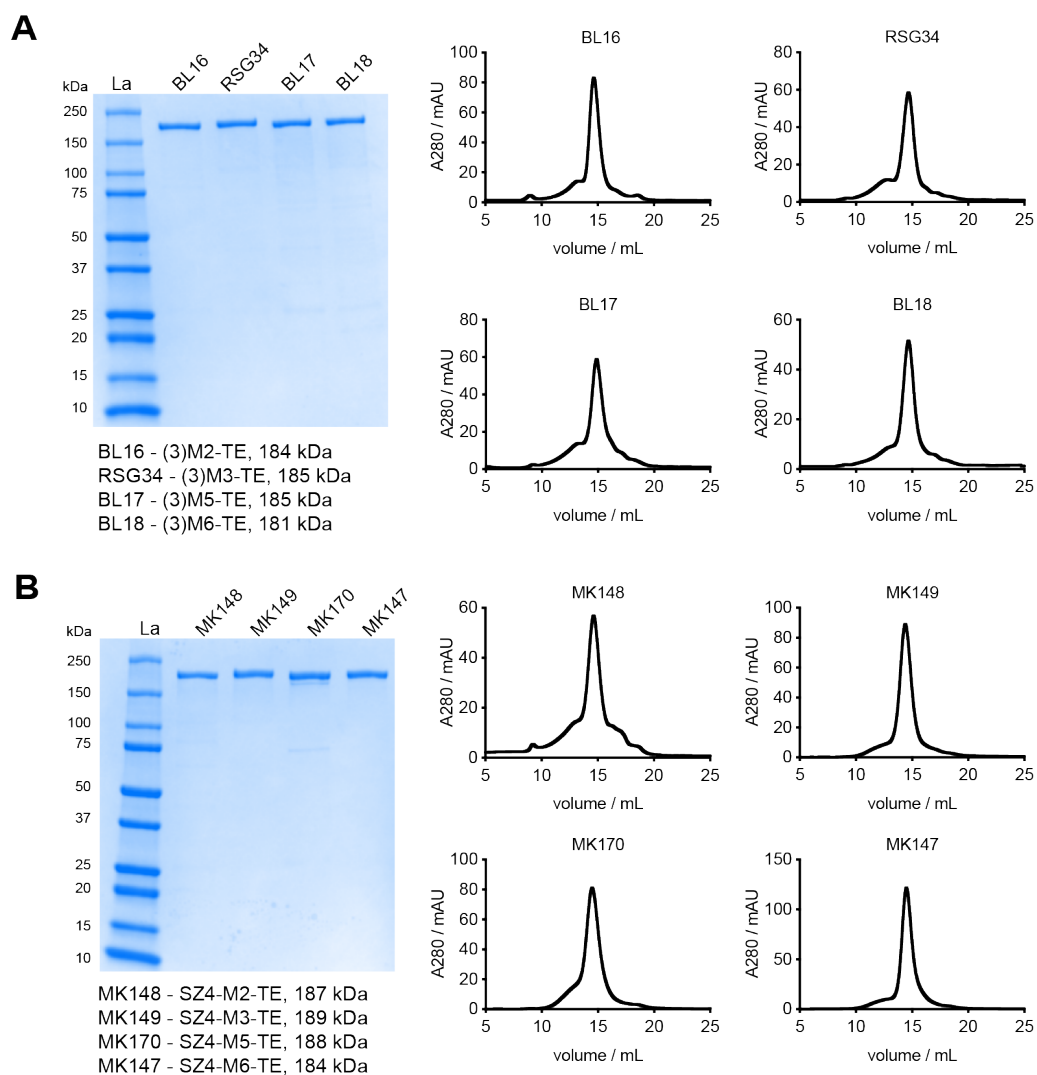 A
kDa
La
BL16
RSG34
BL17
BL18
250
150
100
75
50
37
25
20
15
10
BL16 - (3)M2-TE, 184 kDa
RSG34 - (3)M3-TE, 185 kDa
BL17 - (3)M5-TE, 185 kDa
BL18 - (3)M6-TE, 181 kDa
BL16
A280 / mAU
100
80
60
40
20
0
5 10 15 20 25
volume / mL
RSG34
A280 / mAU
80
60
40
20
0
5 10 15 20 25
volume / mL
BL17
A280 / mAU
80
60
40
20
0
5 10 15 20 25
volume / mL
BL18
A280 / mAU
60
40
20
0
5 10 15 20 25
volume / mL
B
kDa
La
MK148
MK149
MK170
MK147
250
150
100
75
50
37
25
20
15
10
MK148 - SZ4-M2-TE, 187 kDa
MK149 - SZ4-M3-TE, 189 kDa
MK170 - SZ4-M5-TE, 188 kDa
MK147 - SZ4-M6-TE, 184 kDa
MK148
A280 / mAU
60
40
20
0
5 10 15 20 25
volume / mL
MK149
A280 / mAU
100
80
60
40
20
0
5 10 15 20 25
volume / mL
MK170
A280 / mAU
100
80
60
40
20
0
5 10 15 20 25
volume / mL
MK147
A280 / mAU
150
100
50
0
5 10 15 20 25
volume / mL